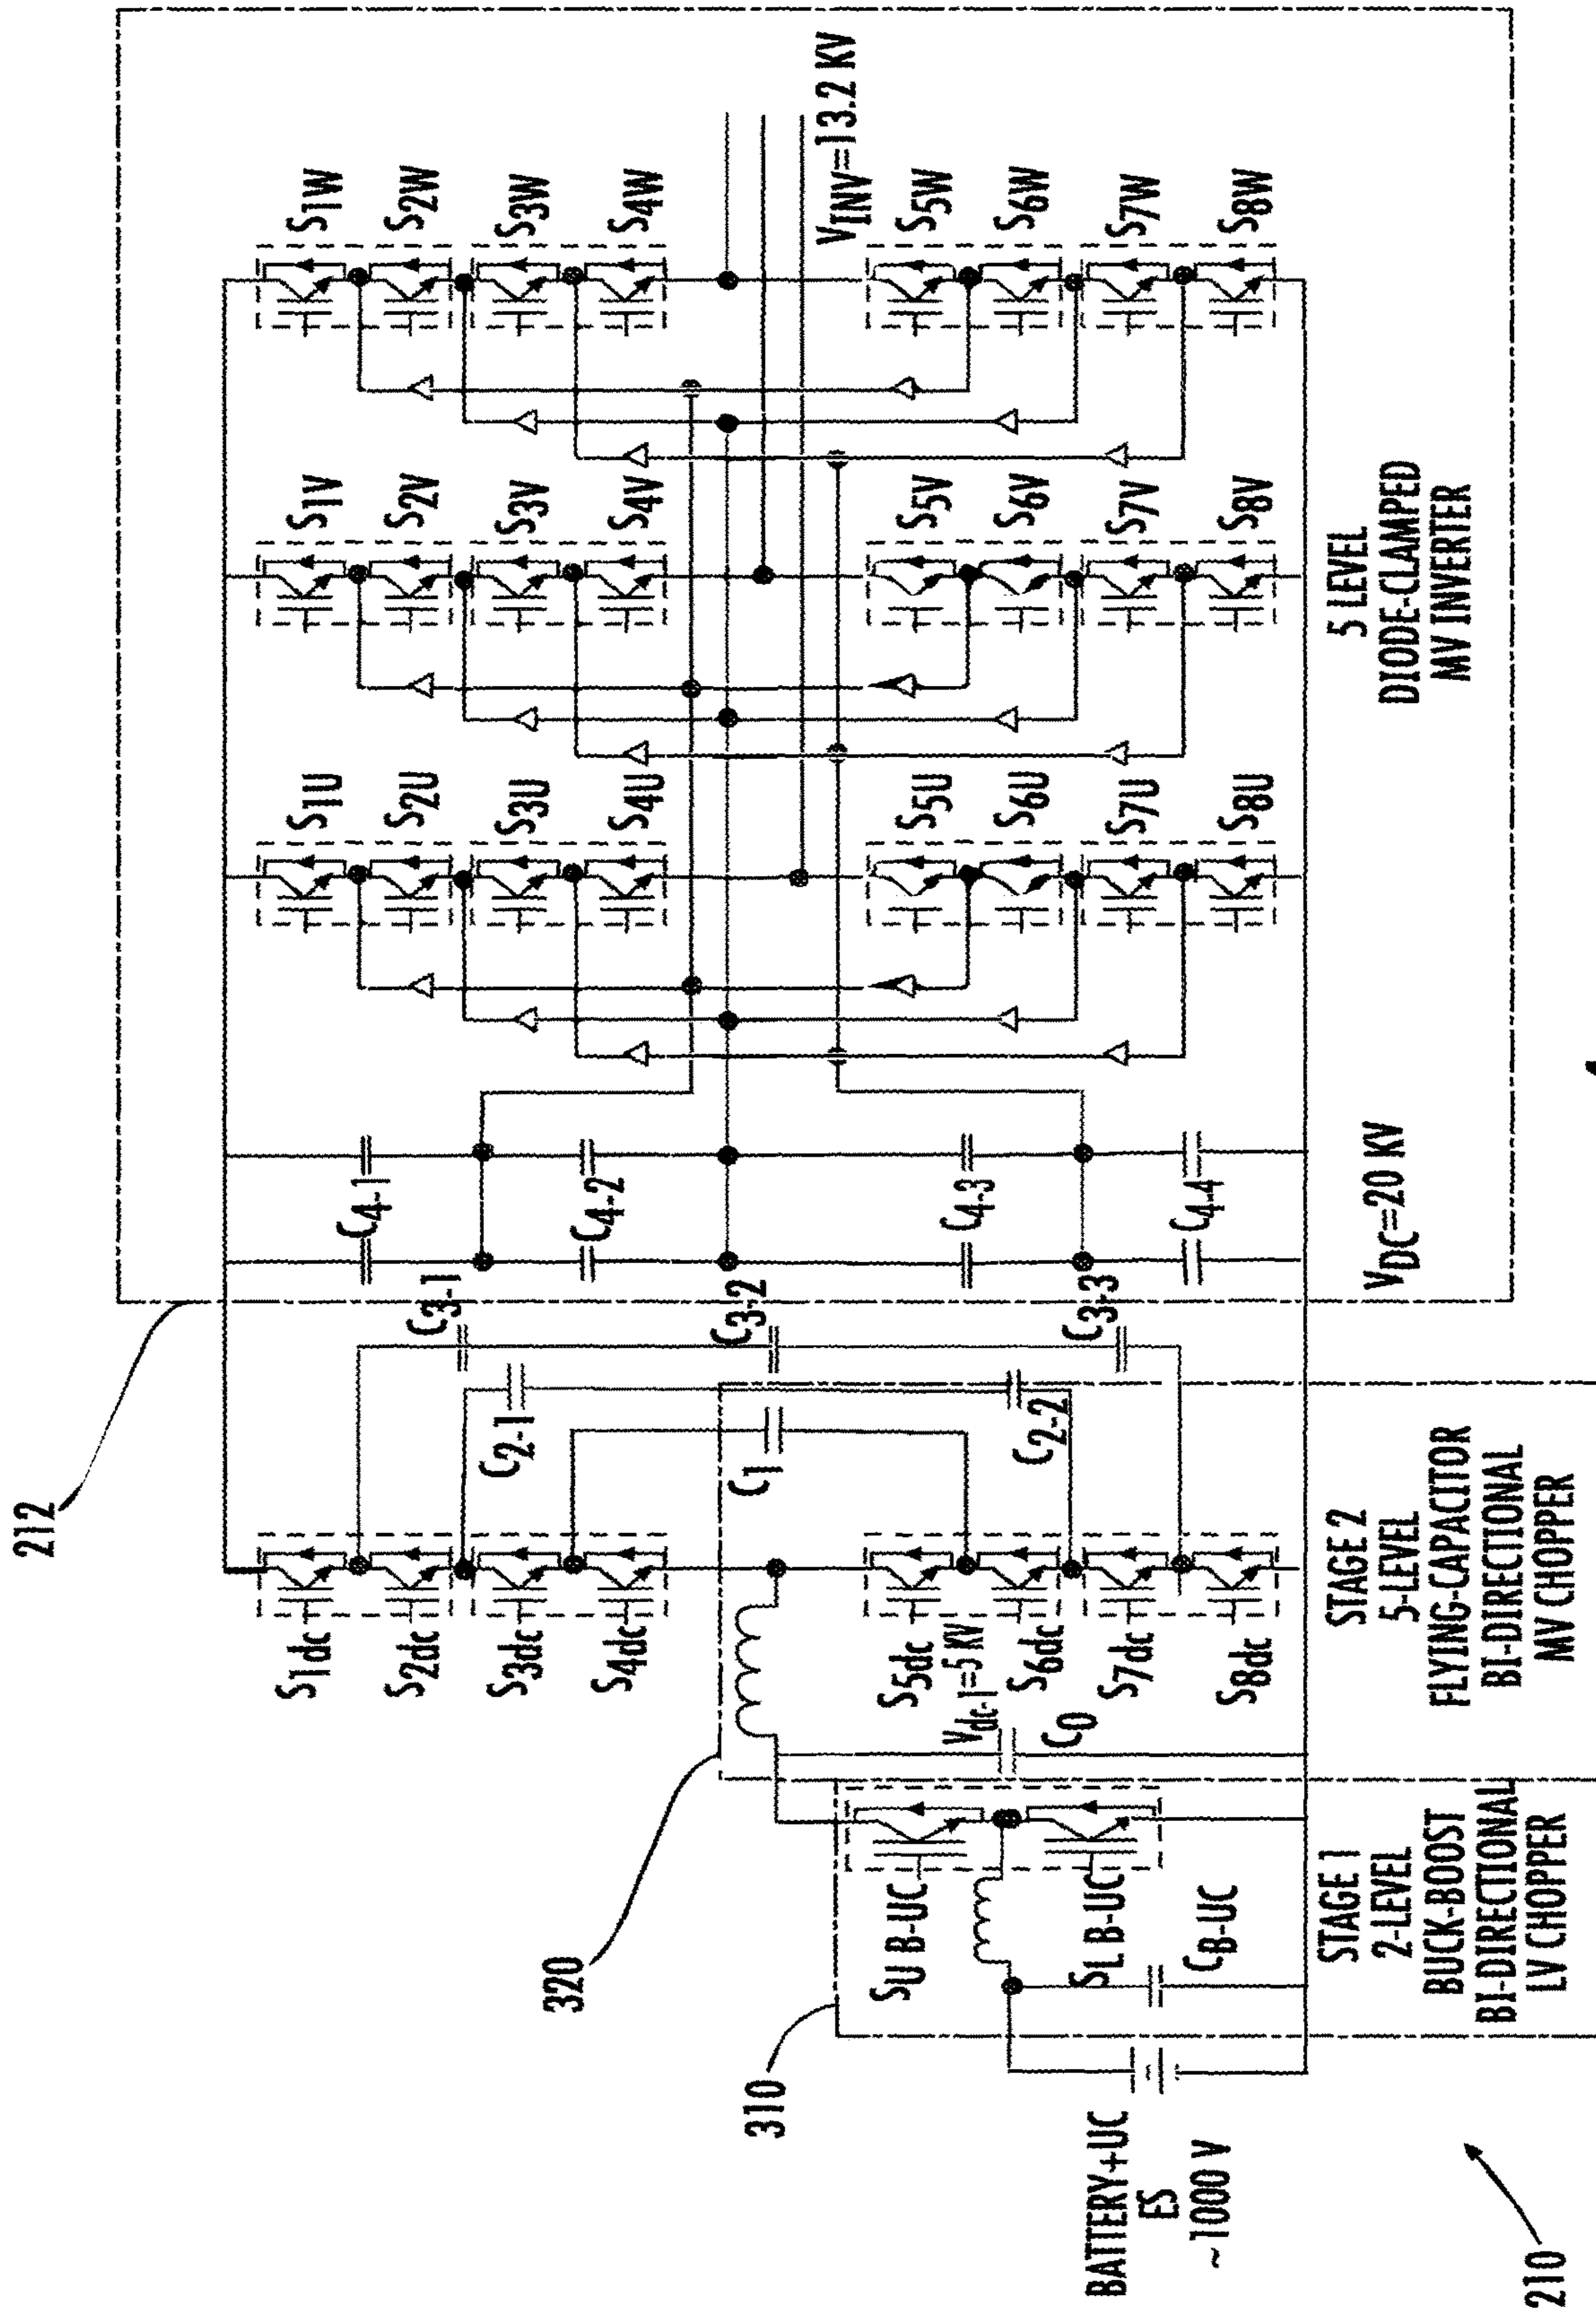 212
S1W
S2W
S3W
S4W
VINV=13.2 KV
S5W
S6W
S7W
S8W
S1V
S2V
S3V
S4V
S5V
S6V
S7V
S8V
S1U
S2U
S3U
S4U
S5U
S6U
S7U
S8U
5 LEVEL
DIODE-CLAMPED
MV INVERTER
C4-1
C4-2
C4-3
C4-4
VDC=20 KV
C3-1
C3-2
C3-3
C2-1
C1
C2-2
S1dc
S2dc
S3dc
S4dc
S5dc
Vdc-1=5 KV
S6dc
S7dc
S8dc
C0
STAGE 2
5-LEVEL
FLYING-CAPACITOR
BI-DIRECTIONAL
MV CHOPPER
320
SU B-UC
SL B-UC
CB-UC
STAGE 1
2-LEVEL
BUCK-BOOST
BI-DIRECTIONAL
LV CHOPPER
310
BATTERY+UC
ES
~1000 V
210